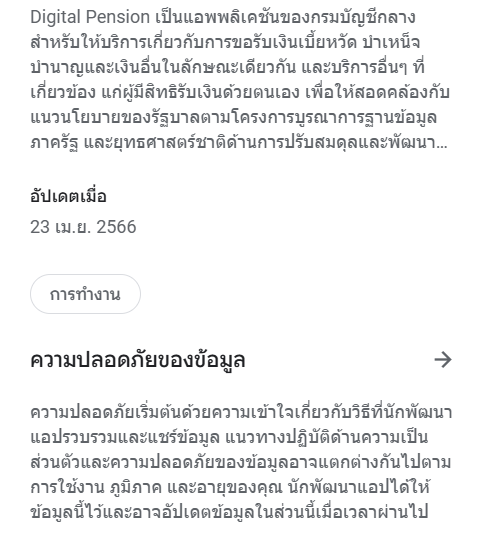 Digital Pension เป็นแอพพลิเคชันของกรมบัญชีกลาง
สำหรับให้บริการเกี่ยวกับการขอรับเงินเบี้ยหวัด บำเหน็จ
บำนาญและเงินอื่นในลักษณะเดียวกัน และบริการอื่นๆ ที่
เกี่ยวข้อง แก่ผู้มีสิทธิรับเงินด้วยตนเอง เพื่อให้สอดคล้องกับ
แนวนโยบายของรัฐบาลตามโครงการบูรณาการฐานข้อมูล
ภาครัฐ และยุทธศาสตร์ชาติด้านการปรับสมดุลและพัฒนา...
อัปเดตเมื่อ
23 เม.ย. 2566
การทำงาน
ความปลอดภัยของข้อมูล
ความปลอดภัยเริ่มต้นด้วยความเข้าใจเกี่ยวกับวิธีที่นักพัฒนา
แอปรวบรวมและแชร์ข้อมูล แนวทางปฏิบัติด้านความเป็น
ส่วนตัวและความปลอดภัยของข้อมูลอาจแตกต่างกันไปตาม
การใช้งาน ภูมิภาค และอายุของคุณ นักพัฒนาแอปได้ให้
ข้อมูลนี้ไว้และอาจอัปเดตข้อมูลในส่วนนี้เมื่อเวลาผ่านไป